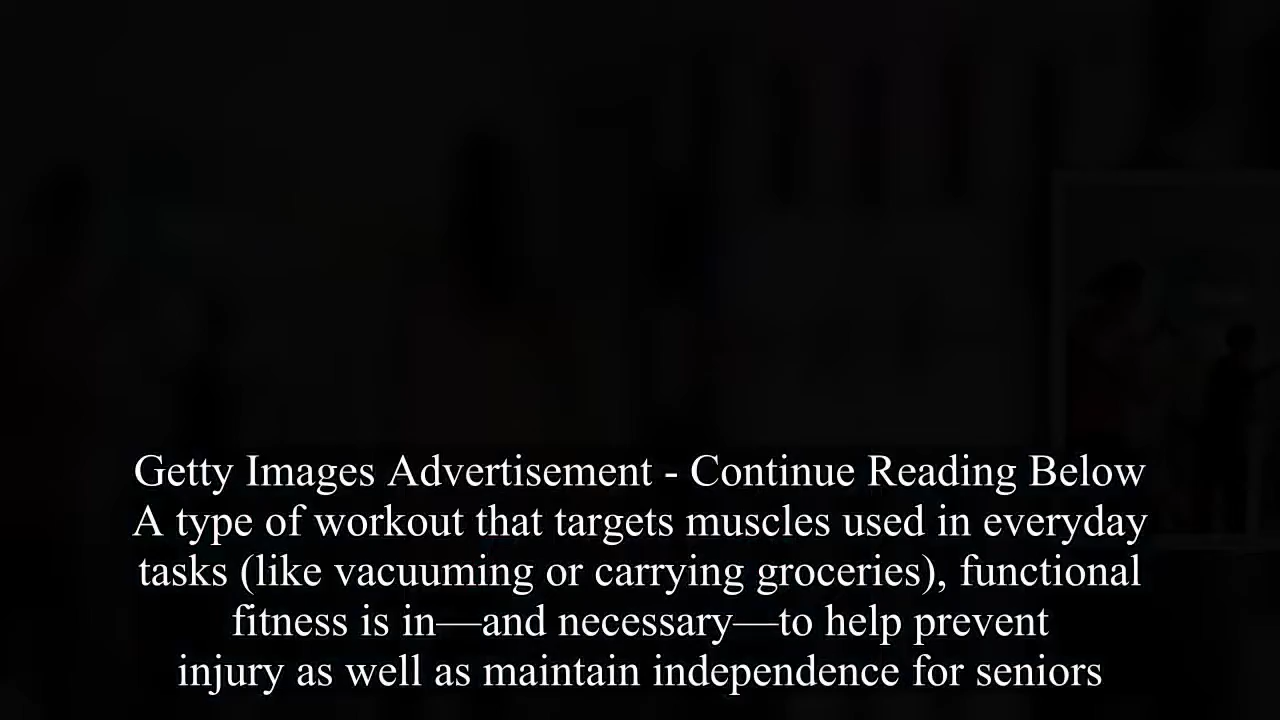 Getty Images Advertisement - Continue Reading Below
A type of workout that targets muscles used in everyday
tasks (like vacuuming or carrying groceries), functional
fitness is in—and necessary—to help prevent
injury as well as maintain independence for seniors